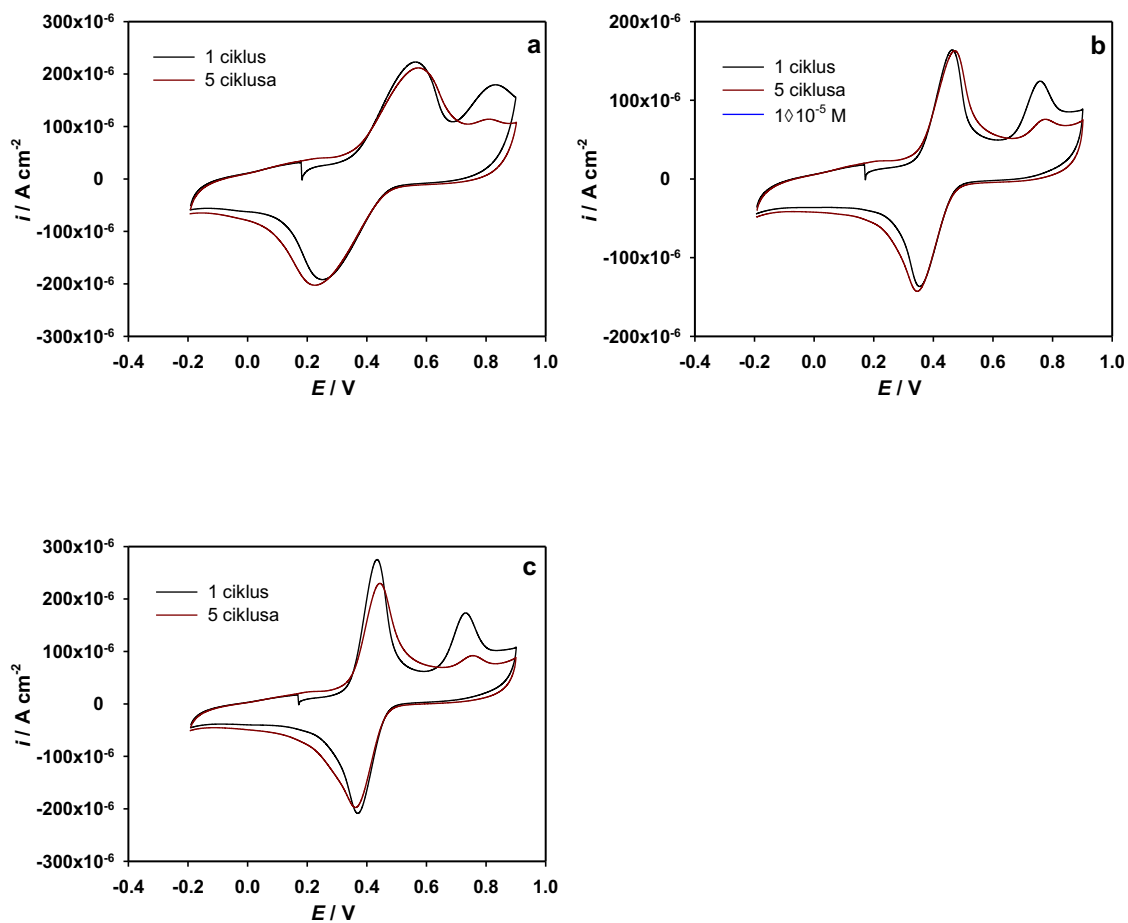 a
1 ciklus
5 ciklusa
300x10⁻⁶
200x10⁻⁶
100x10⁻⁶
0
-100x10⁻⁶
-200x10⁻⁶
-300x10⁻⁶
i / A cm⁻²
-0.4 -0.2 0.0 0.2 0.4 0.6 0.8 1.0
E / V
b
1 ciklus
5 ciklusa
1◊10⁻⁵ M
200x10⁻⁶
100x10⁻⁶
0
-100x10⁻⁶
-200x10⁻⁶
i / A cm⁻²
-0.4 -0.2 0.0 0.2 0.4 0.6 0.8 1.0
E / V
c
1 ciklus
5 ciklusa
300x10⁻⁶
200x10⁻⁶
100x10⁻⁶
0
-100x10⁻⁶
-200x10⁻⁶
-300x10⁻⁶
i / A cm⁻²
-0.4 -0.2 0.0 0.2 0.4 0.6 0.8 1.0
E / V